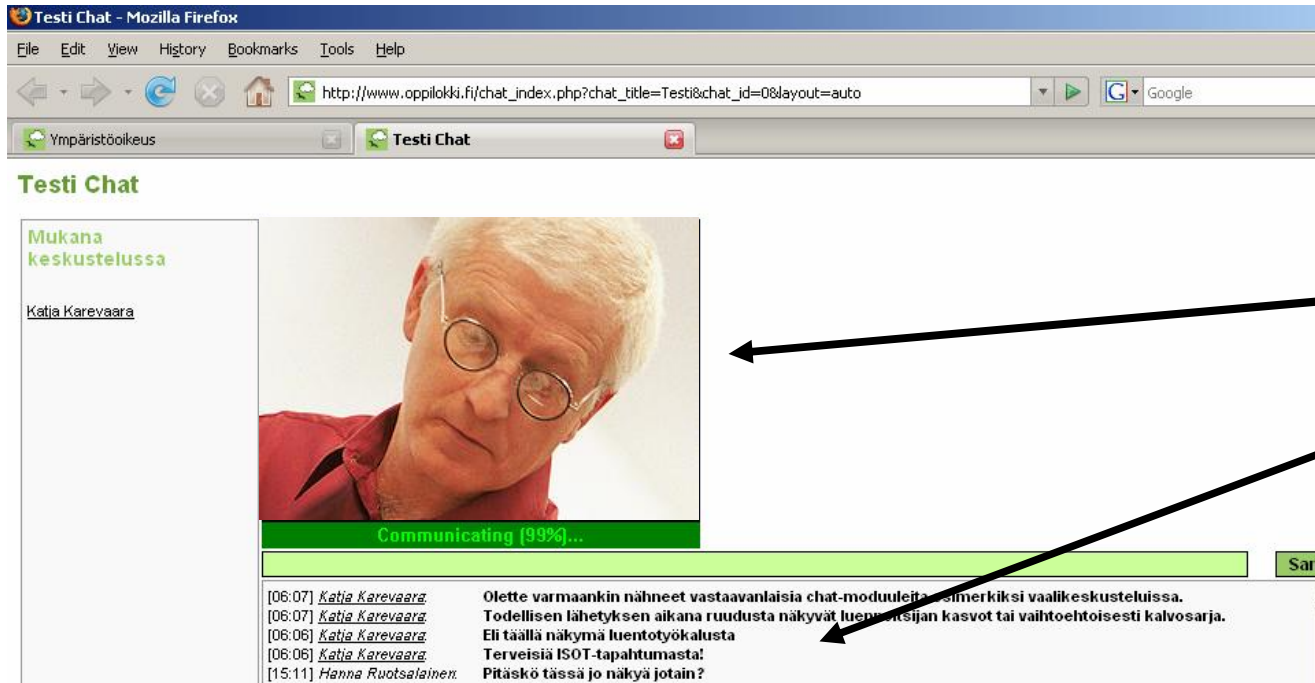 Testi Chat - Mozilla Firefox
File Edit View History Bookmarks Tools Help
http://www.oppilokki.fi/chat_index.php?chat_title=Testi&chat_id=0&layout=auto
G Google
Ympäristöoikeus Testi Chat
Testi Chat
Mukana
keskustelussa
Katja Karevaara
Communicating (99%)...
[06:07] Katja Karevaara: Olette varmaankin nähneet vastaavanlaisia chat-moduuleita esimerkiksi vaalikeskusteluissa.
[06:07] Katja Karevaara: Todellisen lähetyksen aikana ruudusta näkyvät luennoitsijan kasvot tai vaihtoehtoisesti kalvosarja.
[06:06] Katja Karevaara: Eli täällä näkymä luentotyökalusta
[06:06] Katja Karevaara: Terveisiä ISOT-tapahtumasta!
[15:11] Hanna Ruotsalainen: Pitäskö tässä jo näkyä jotain?